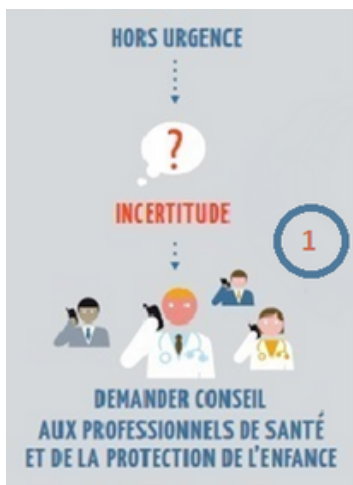 HORS URGENCE
?
INCERTITUDE
1
DEMANDER CONSEIL
AUX PROFESSIONNELS DE SANTÉ
ET DE LA PROTECTION DE L'ENFANCE